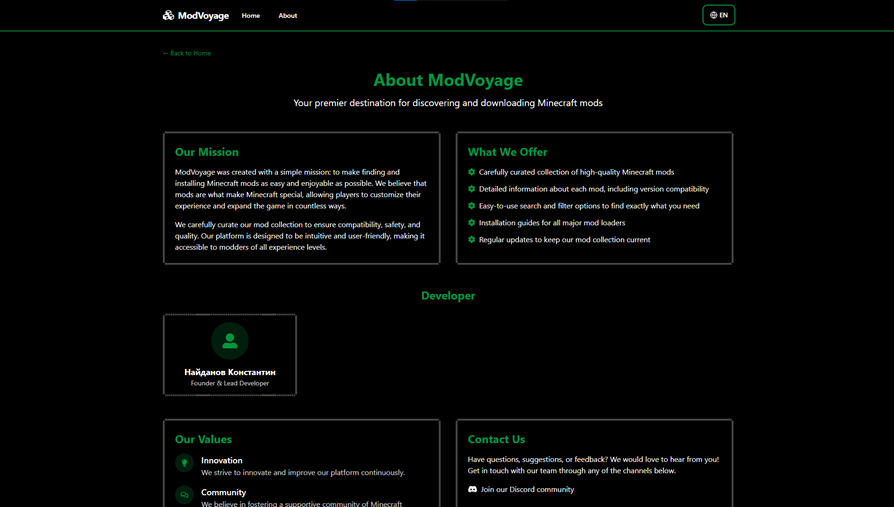 ModVoyage Home About EN
← Back to Home
About ModVoyage
Your premier destination for discovering and downloading Minecraft mods
Our Mission
ModVoyage was created with a simple mission: to make finding and
installing Minecraft mods as easy and enjoyable as possible. We believe that
mods are what make Minecraft special, allowing players to customize their
experience and expand the game in countless ways.
We carefully curate our mod collection to ensure compatibility, safety, and
quality. Our platform is designed to be intuitive and user-friendly, making it
accessible to modders of all experience levels.
What We Offer
Carefully curated collection of high-quality Minecraft mods
Detailed information about each mod, including version compatibility
Easy-to-use search and filter options to find exactly what you need
Installation guides for all major mod loaders
Regular updates to keep our mod collection current
Developer
Найданов Константин
Founder & Lead Developer
Our Values
Innovation
We strive to innovate and improve our platform continuously.
Community
We believe in fostering a supportive community of Minecraft
Contact Us
Have questions, suggestions, or feedback? We would love to hear from you!
Get in touch with our team through any of the channels below.
Join our Discord community